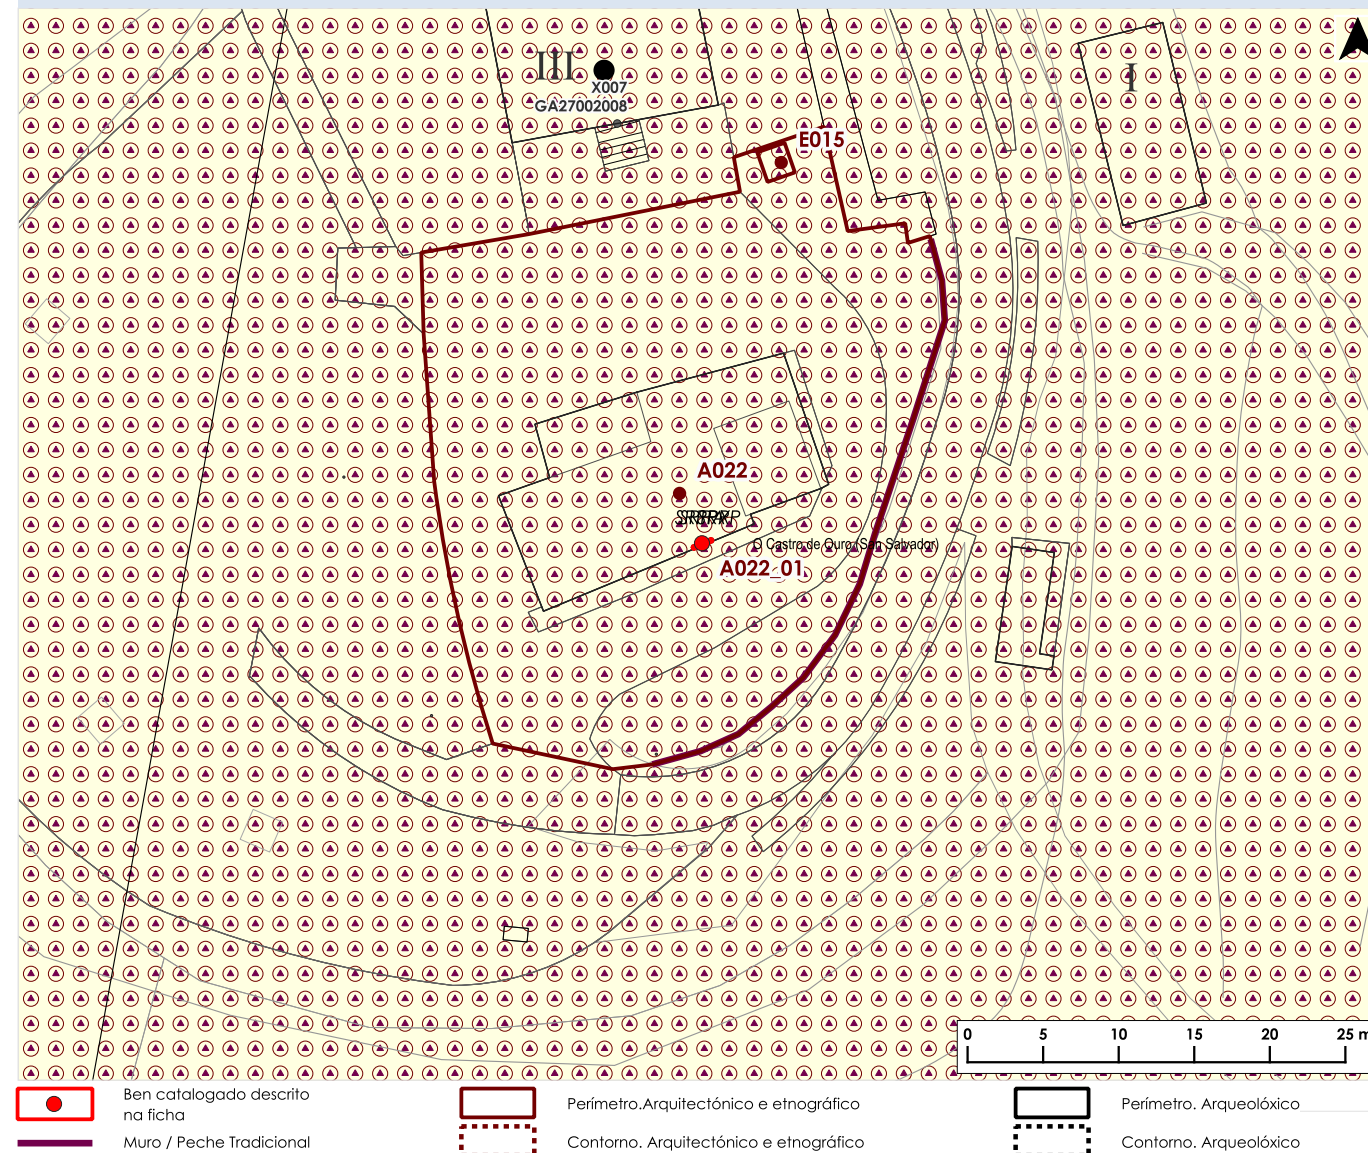 III
I
X007
GA27002008
E015
A022
O Castro de Ouro (San Salvador)
A022_01
0 5 10 15 20 25 m
Ben catalogado descrito
na ficha
Perímetro.Arquitectónico e etnográfico
Perímetro. Arqueolóxico
Muro / Peche Tradicional
Contorno. Arquitectónico e etnográfico
Contorno. Arqueolóxico